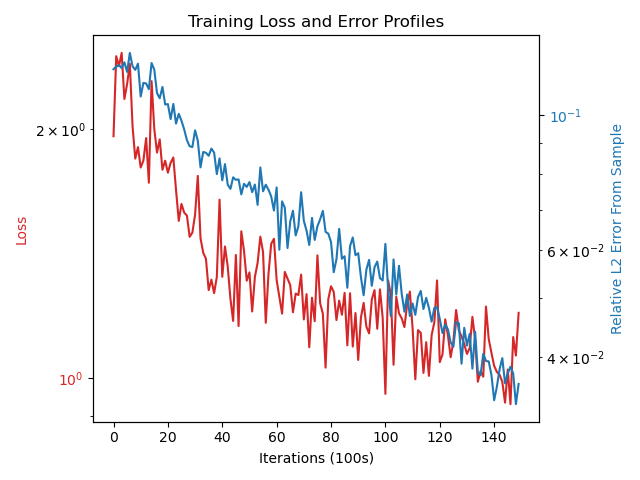 Training Loss and Error Profiles
Loss
2 × 10⁰
10⁰
10⁻¹
6 × 10⁻²
4 × 10⁻²
Relative L2 Error From Sample
0 20 40 60 80 100 120 140
Iterations (100s)